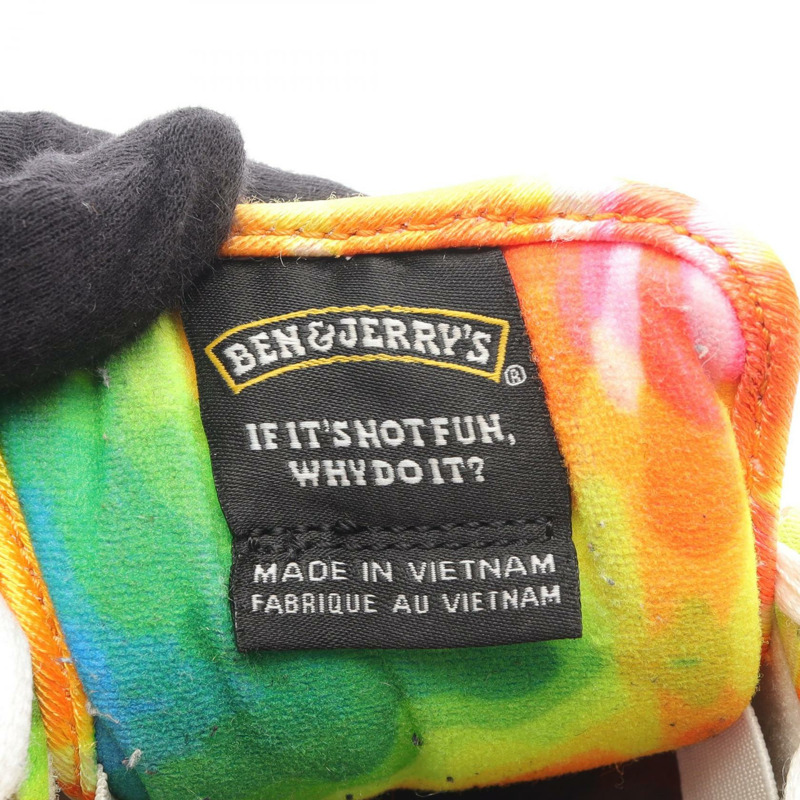 BEN & JERRY'S ®
IF IT'S NOT FUN,
WHY DO IT?
MADE IN VIETNAM
FABRIQUE AU VIETNAM